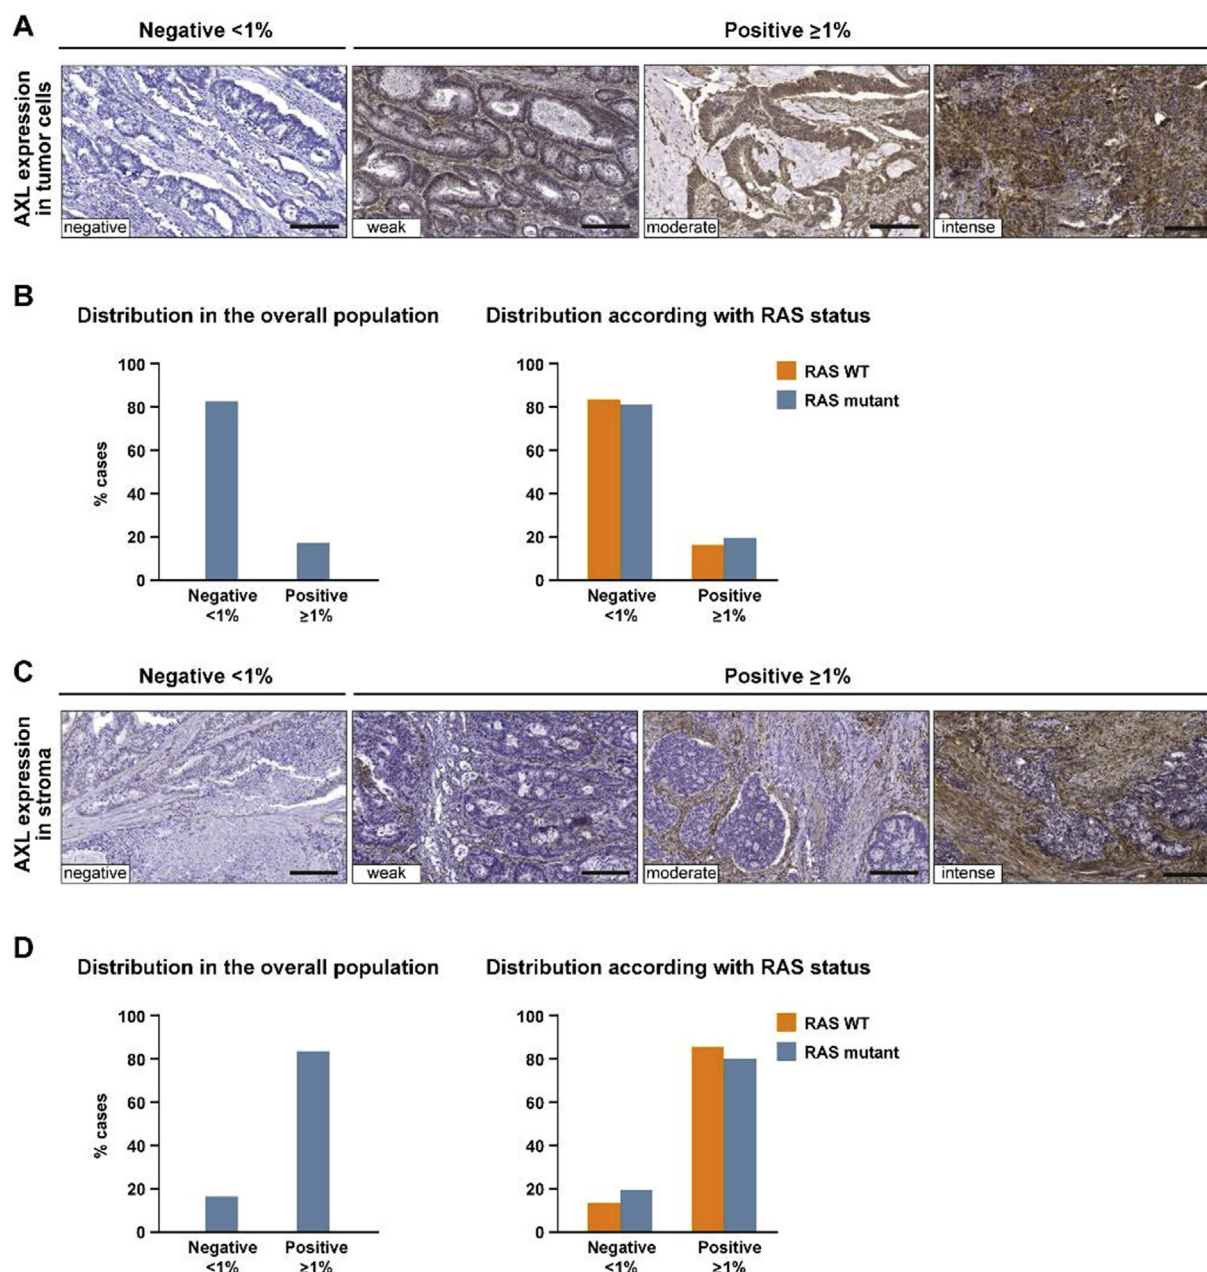 A
Negative <1%
Positive ≥1%
AXL expression
in tumor cells
negative
weak
moderate
intense
B
Distribution in the overall population
Distribution according with RAS status
% cases
100
80
60
40
20
0
Negative
<1%
Positive
≥1%
100
80
60
40
20
0
Negative
<1%
Positive
≥1%
RAS WT
RAS mutant
C
Negative <1%
Positive ≥1%
AXL expression
in stroma
negative
weak
moderate
intense
D
Distribution in the overall population
Distribution according with RAS status
% cases
100
80
60
40
20
0
Negative
<1%
Positive
≥1%
100
80
60
40
20
0
Negative
<1%
Positive
≥1%
RAS WT
RAS mutant